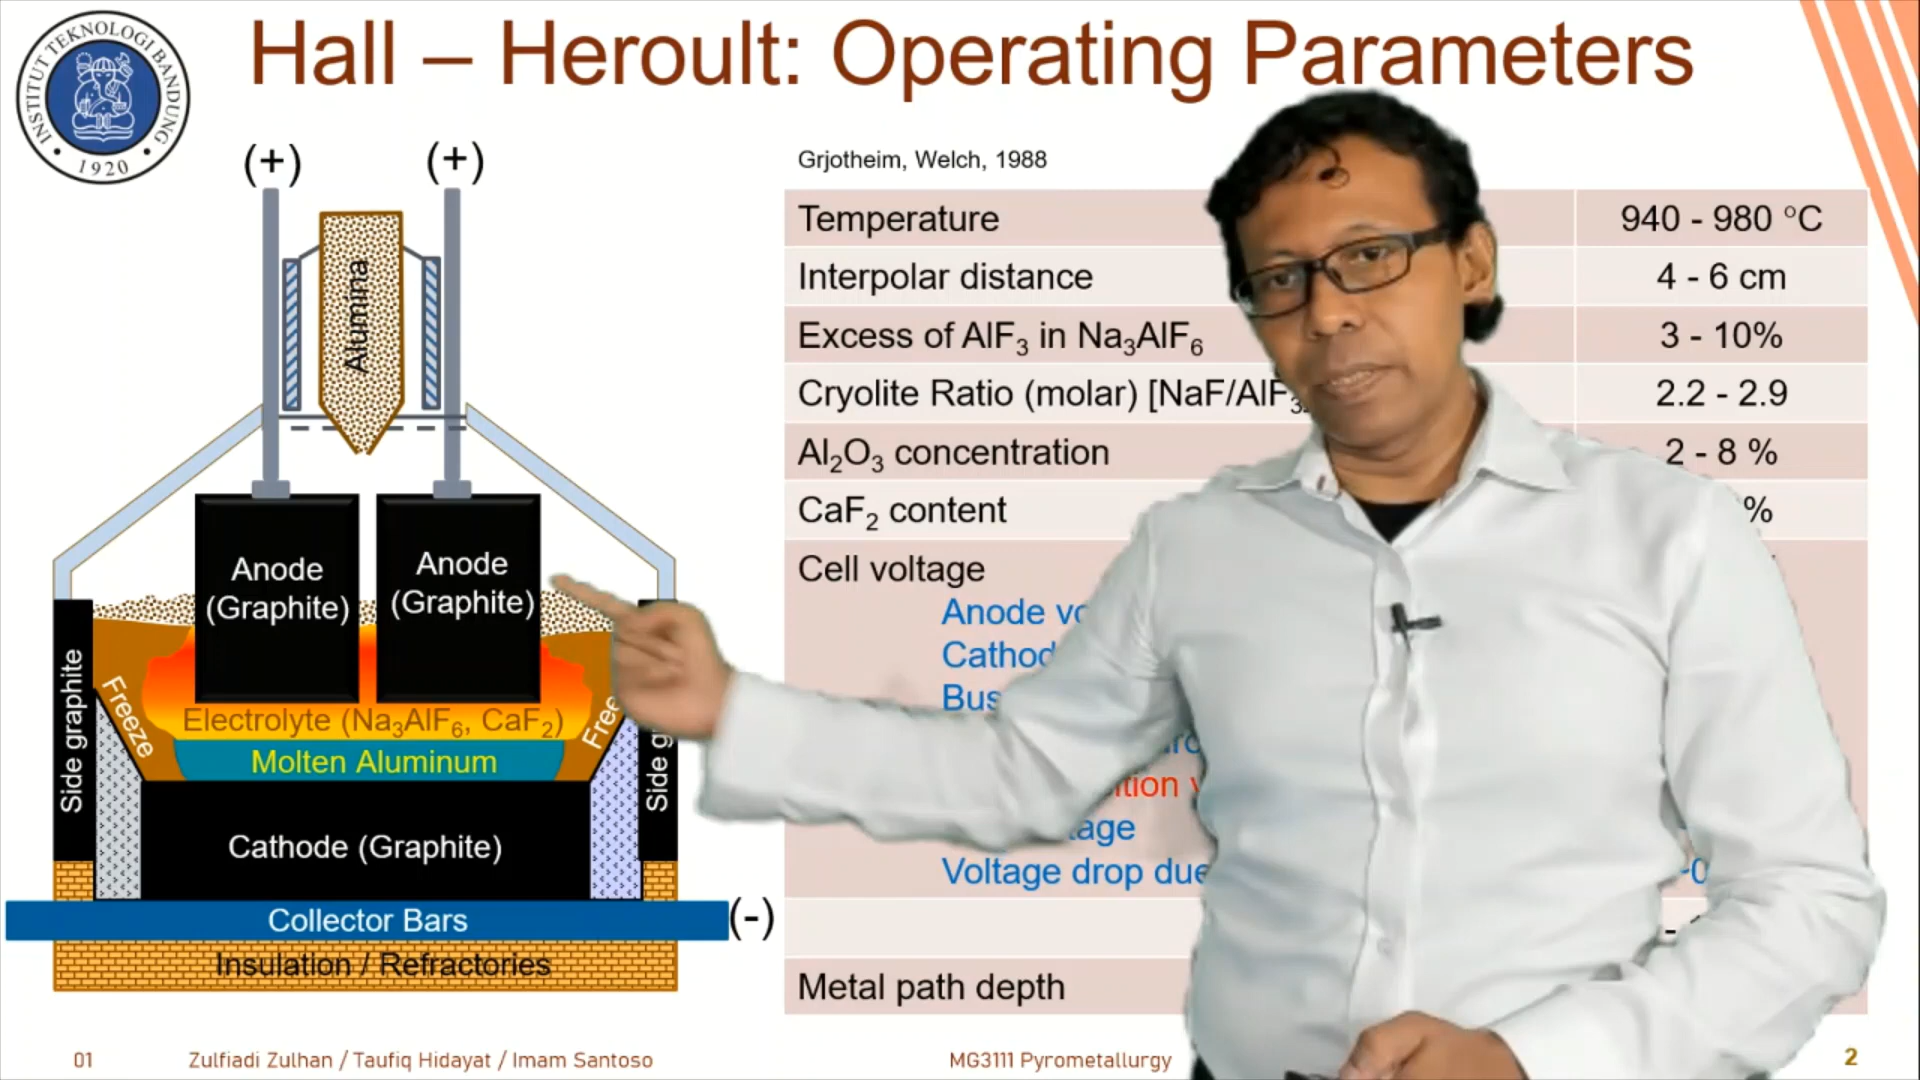 Hall – Heroult: Operating Parameters
INSTITUT TEKNOLOGI BANDUNG
• 1920 •
(+)
(+)
Alumina
Anode
(Graphite)
Anode
(Graphite)
Side graphite
Freeze
Electrolyte (Na₃AlF₆, CaF₂)
Molten Aluminum
Cathode (Graphite)
Collector Bars
(-)
Insulation / Refractories
Grjotheim, Welch, 1988
Temperature 940 - 980 °C
Interpolar distance 4 - 6 cm
Excess of AlF₃ in Na₃AlF₆ 3 - 10%
Cryolite Ratio (molar) [NaF/AlF₃ 2.2 - 2.9
Al₂O₃ concentration 2 - 8 %
CaF₂ content %
Cell voltage
Anode
Voltage drop due
Metal path depth
01
Zulfiadi Zulhan / Taufiq Hidayat / Imam Santoso
MG3111 Pyrometallurgy
2